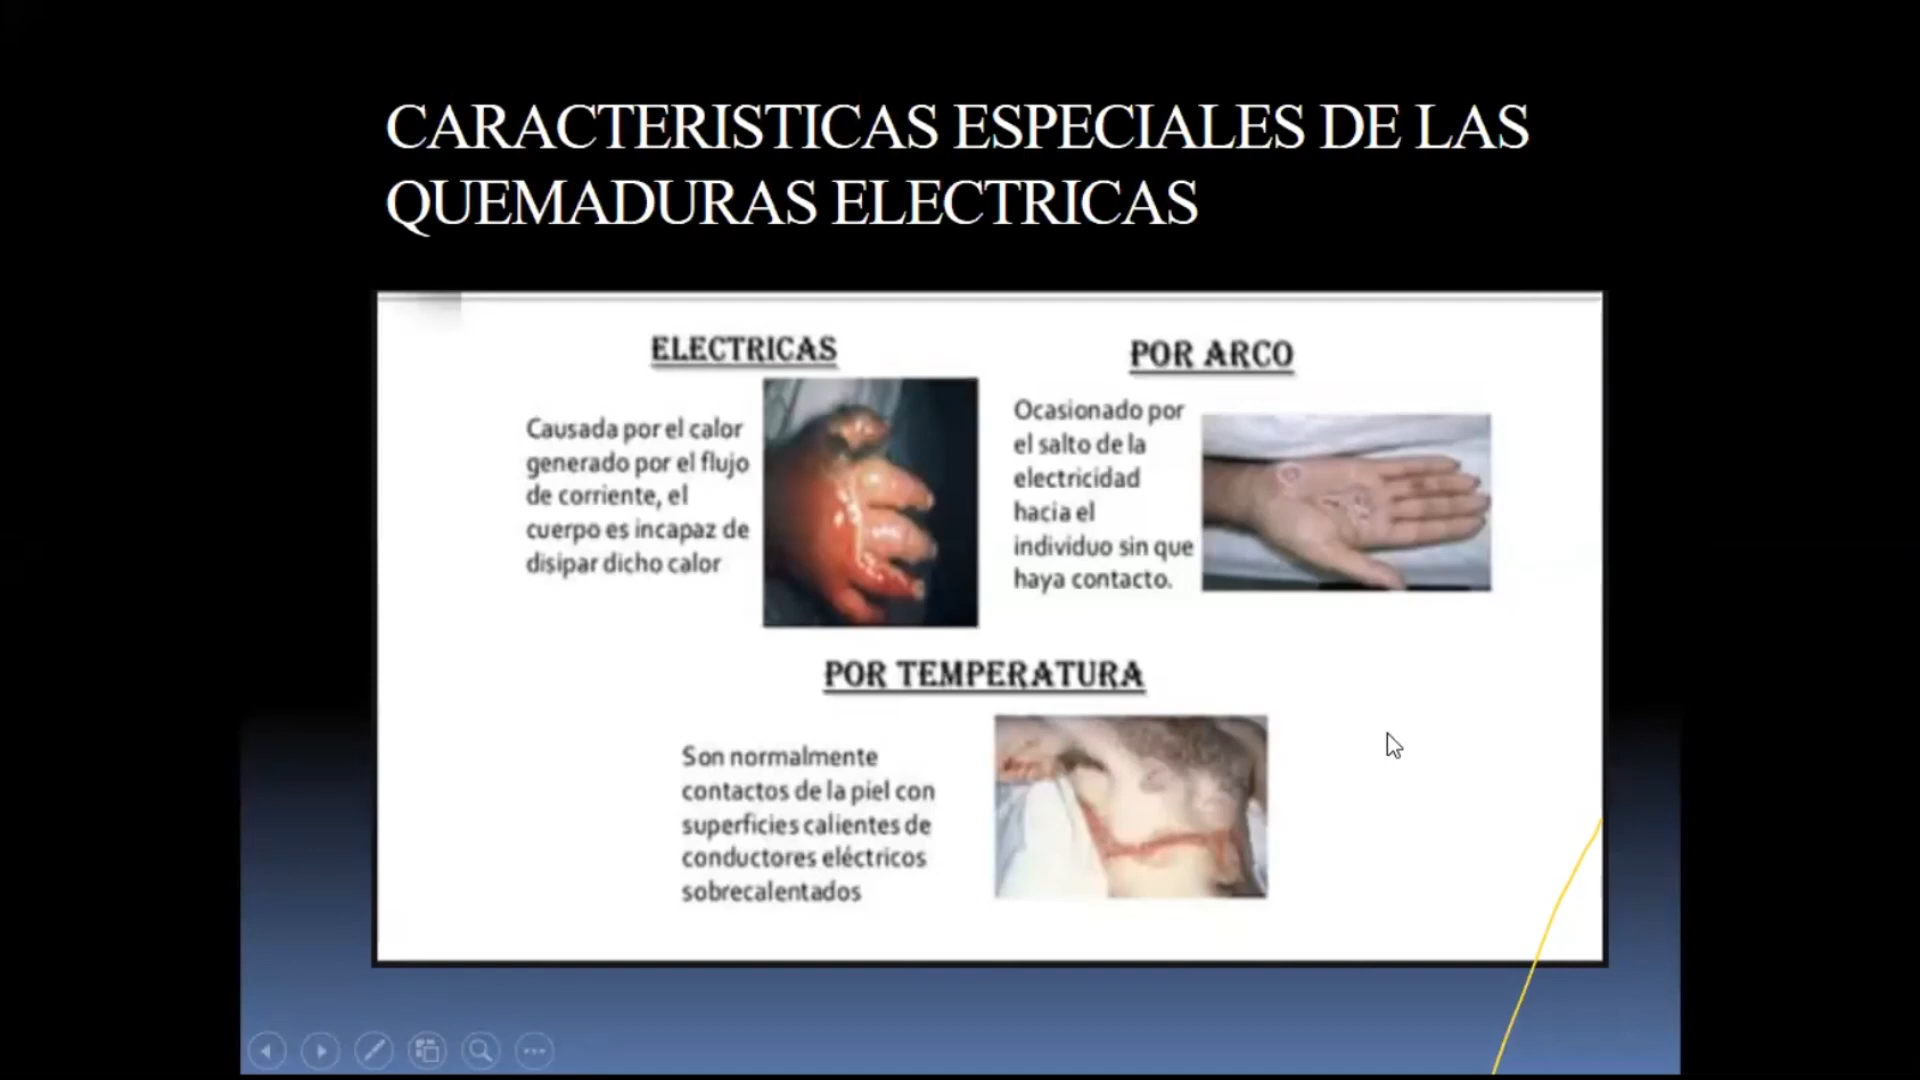 CARACTERISTICAS ESPECIALES DE LAS
QUEMADURAS ELECTRICAS
ELECTRICAS
Causada por el calor
generado por el flujo
de corriente, el
cuerpo es incapaz de
disipar dicho calor
POR ARCO
Ocasionado por
el salto de la
electricidad
hacia el
individuo sin que
haya contacto.
POR TEMPERATURA
Son normalmente
contactos de la piel con
superficies calientes de
conductores eléctricos
sobrecalentados